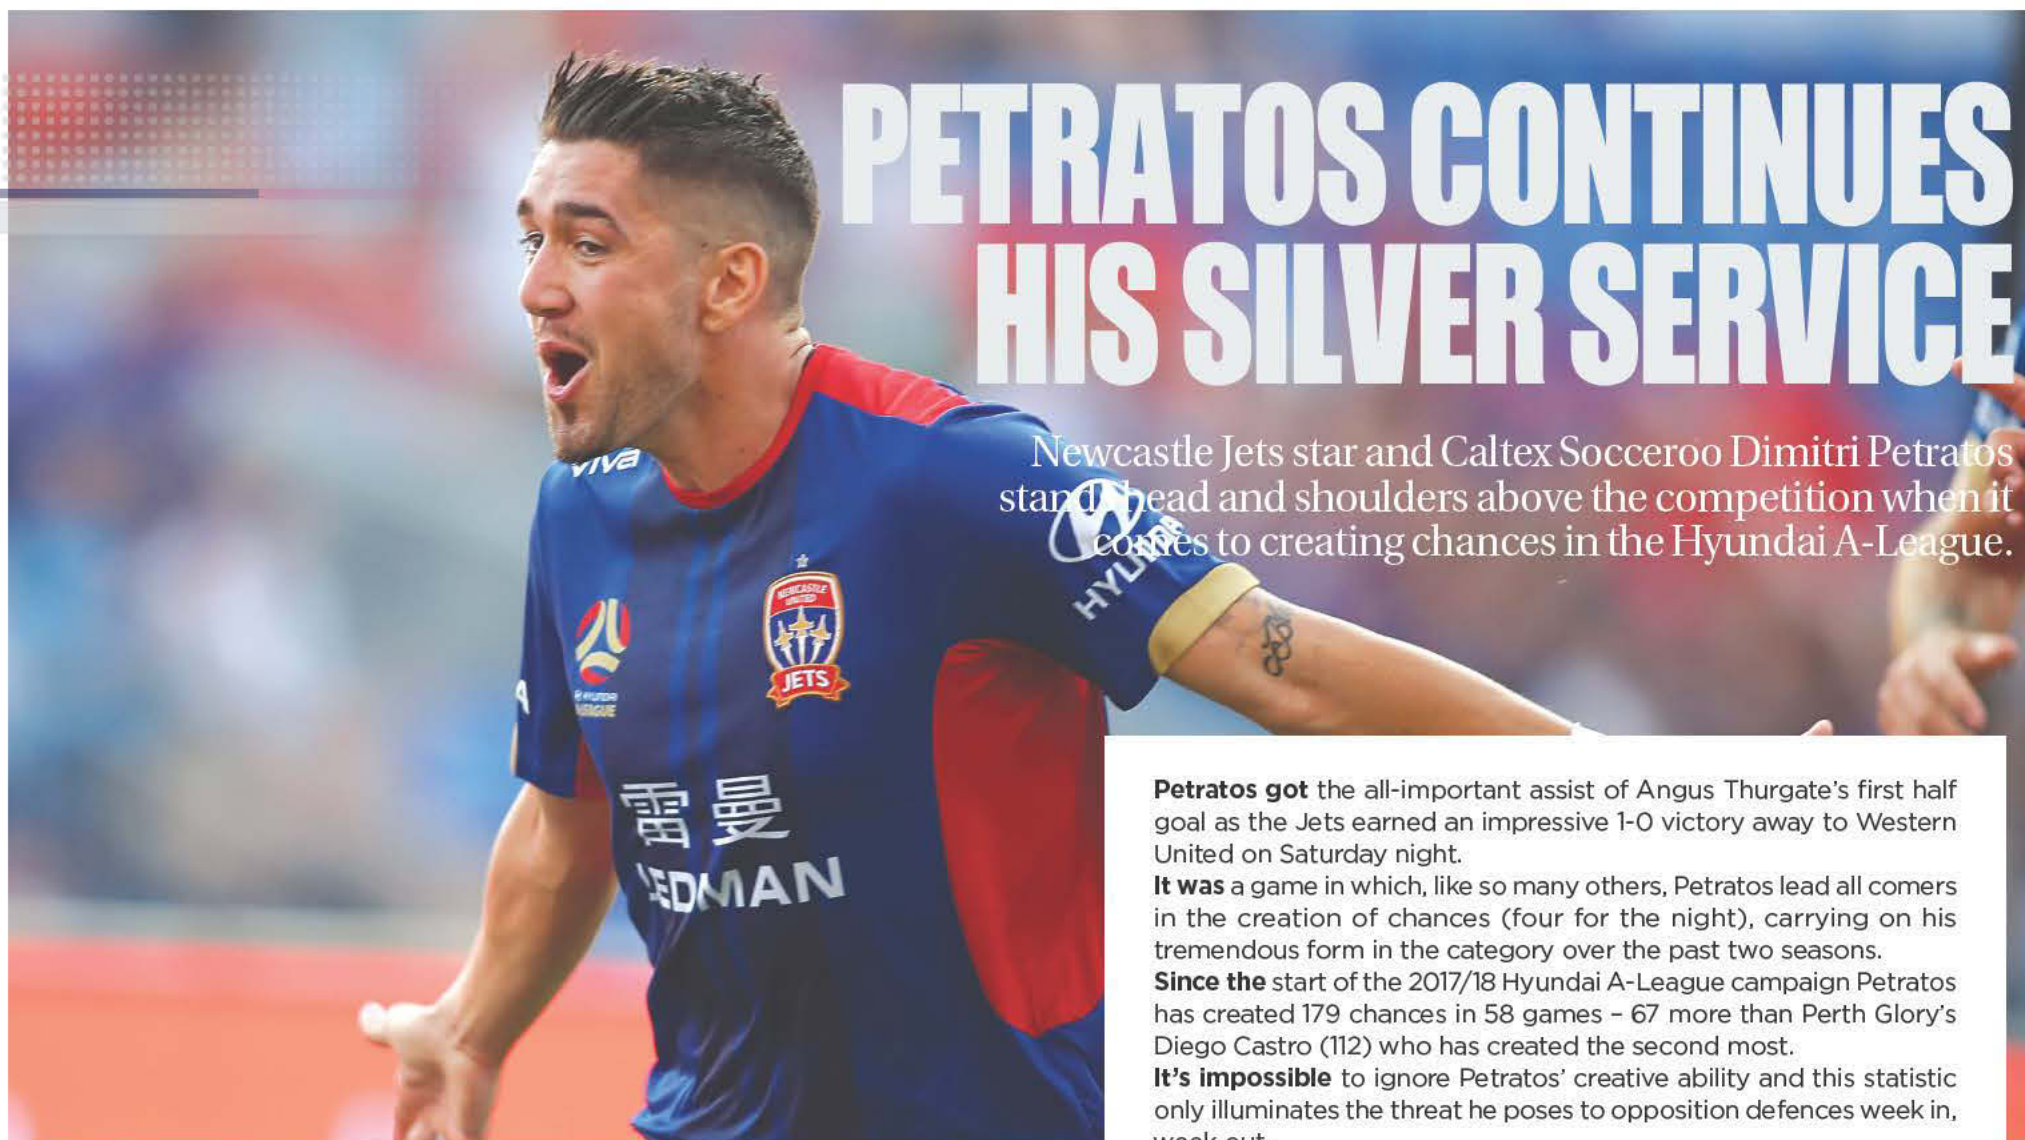 PETRATOS CONTINUES
HIS SILVER SERVICE
Newcastle Jets star and Caltex Socceroo Dimitri Petratos
stands head and shoulders above the competition when it
comes to creating chances in the Hyundai A-League.
viva
HYUNDAI
NEWCASTLE
UNITED
JETS
雷曼
LEDMAN
Petratos got the all-important assist of Angus Thurgate's first half
goal as the Jets earned an impressive 1-0 victory away to Western
United on Saturday night.
It was a game in which, like so many others, Petratos lead all comers
in the creation of chances (four for the night), carrying on his
tremendous form in the category over the past two seasons.
Since the start of the 2017/18 Hyundai A-League campaign Petratos
has created 179 chances in 58 games – 67 more than Perth Glory's
Diego Castro (112) who has created the second most.
It's impossible to ignore Petratos' creative ability and this statistic
only illuminates the threat he poses to opposition defences week in,